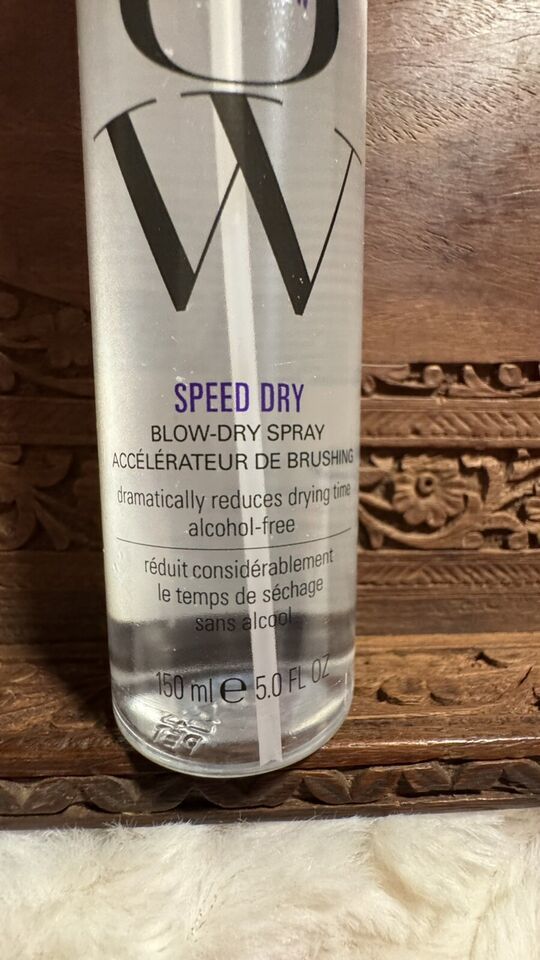 O
W
SPEED DRY
BLOW-DRY SPRAY
ACCÉLÉRATEUR DE BRUSHING
dramatically reduces drying time
alcohol-free
réduit considérablement
le temps de séchage
sans alcool
150 ml e 5.0 FL OZ